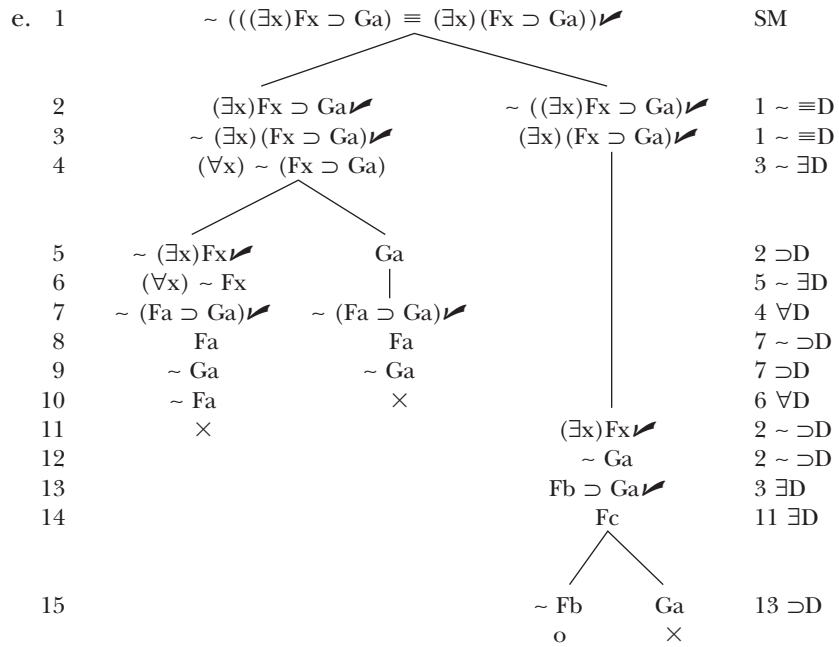 e. 1 ~ (((∃x)Fx ⊃ Ga) ≡ (∃x)(Fx ⊃ Ga))✔ SM
2 (∃x)Fx ⊃ Ga✔ ~ ((∃x)Fx ⊃ Ga)✔ 1 ~ ≡D
3 ~ (∃x)(Fx ⊃ Ga)✔ (∃x)(Fx ⊃ Ga)✔ 1 ~ ≡D
4 (∀x) ~ (Fx ⊃ Ga) 3 ~ ∃D
5 ~ (∃x)Fx✔ Ga 2 ⊃D
6 (∀x) ~ Fx 5 ~ ∃D
7 ~ (Fa ⊃ Ga)✔ ~ (Fa ⊃ Ga)✔ 4 ∀D
8 Fa Fa 7 ~ ⊃D
9 ~ Ga ~ Ga 7 ⊃D
10 ~ Fa × 6 ∀D
11 × (∃x)Fx✔ 2 ~ ⊃D
12 ~ Ga 2 ~ ⊃D
13 Fb ⊃ Ga✔ 3 ∃D
14 Fc 11 ∃D
15 ~ Fb Ga 13 ⊃D
o ×